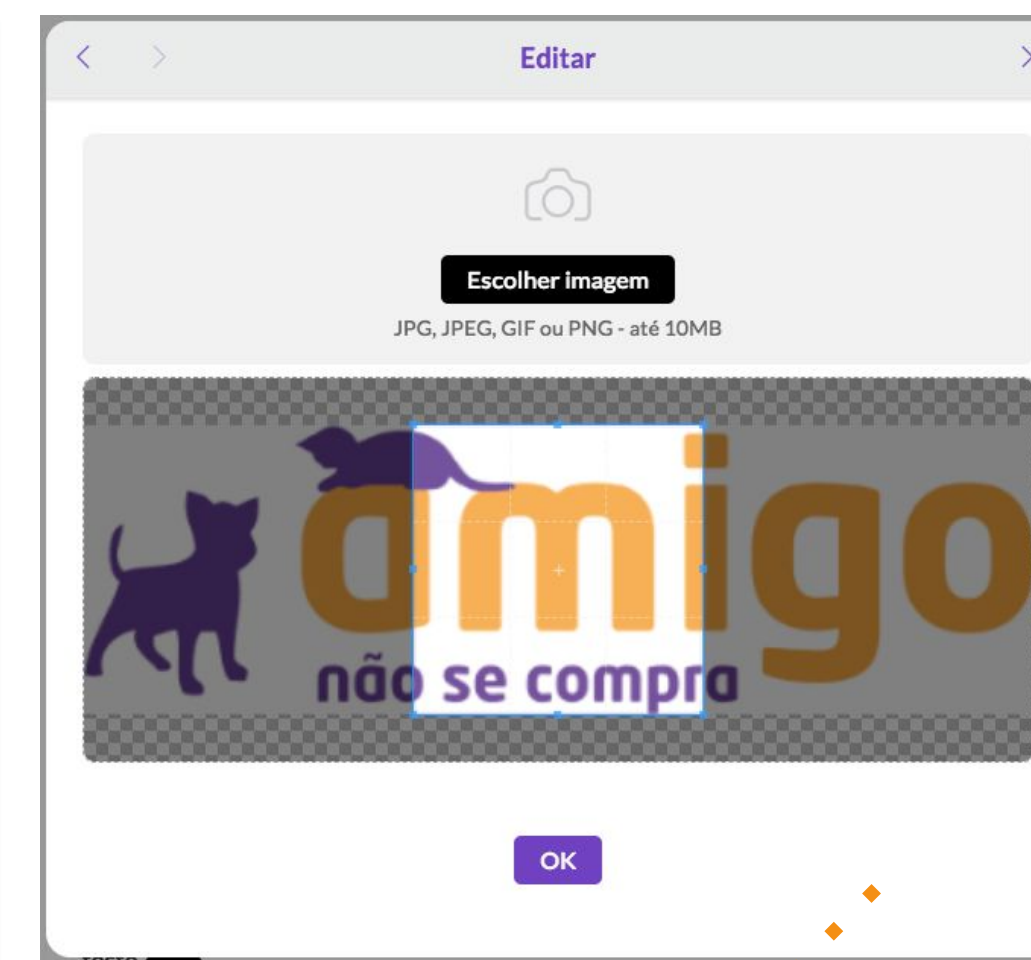 Editar
Escolher imagem
JPG, JPEG, GIF ou PNG - até 10MB
amigo
não se compra
OK